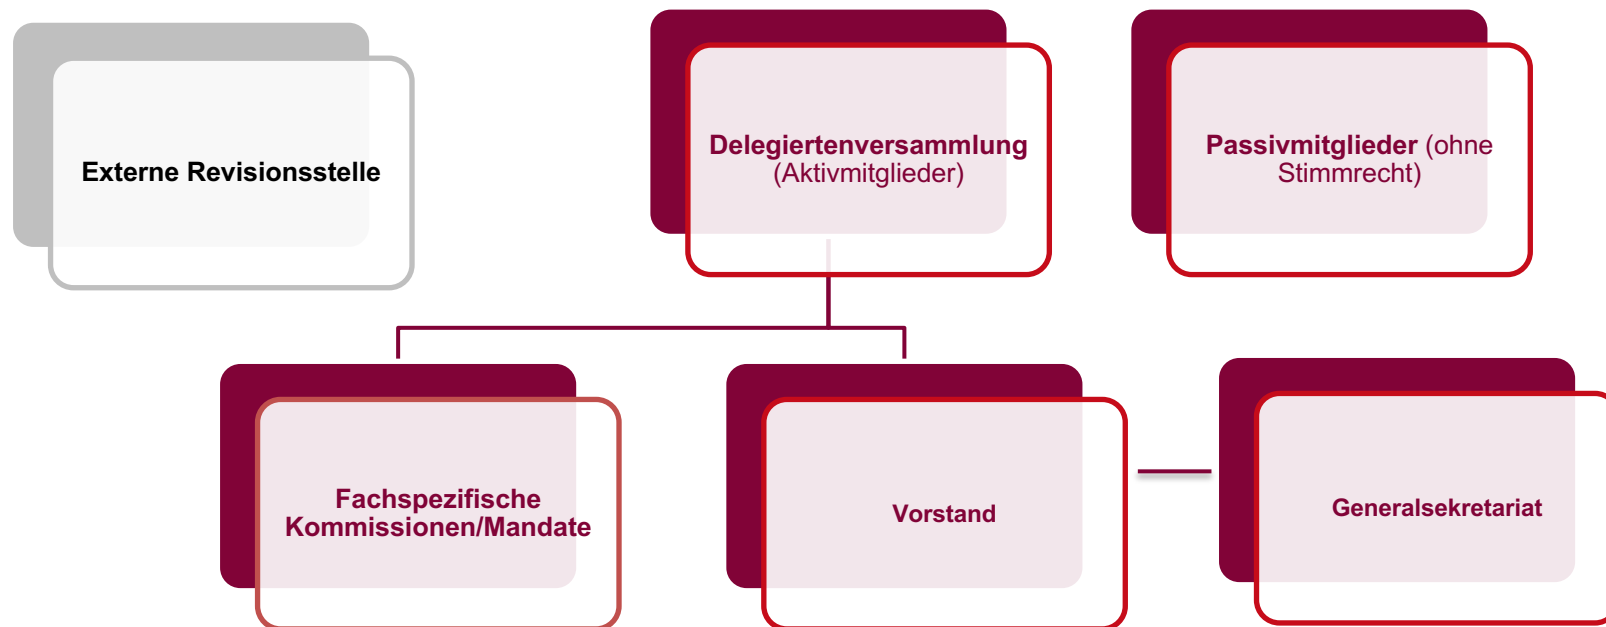 Externe Revisionsstelle
Delegiertenversammlung
(Aktivmitglieder)
Passivmitglieder (ohne
Stimmrecht)
Fachspezifische
Kommissionen/Mandate
Vorstand
Generalsekretariat